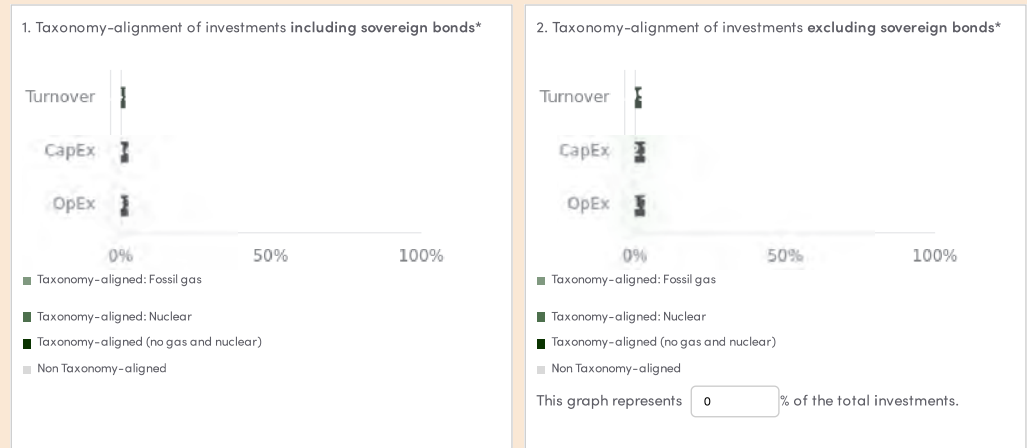 1. Taxonomy-alignment of investments including sovereign bonds*
Turnover
CapEx
OpEx
0% 50% 100%
Taxonomy-aligned: Fossil gas
Taxonomy-aligned: Nuclear
Taxonomy-aligned (no gas and nuclear)
Non Taxonomy-aligned
2. Taxonomy-alignment of investments excluding sovereign bonds*
Turnover
CapEx
OpEx
0% 50% 100%
Taxonomy-aligned: Fossil gas
Taxonomy-aligned: Nuclear
Taxonomy-aligned (no gas and nuclear)
Non Taxonomy-aligned
This graph represents 0 % of the total investments.